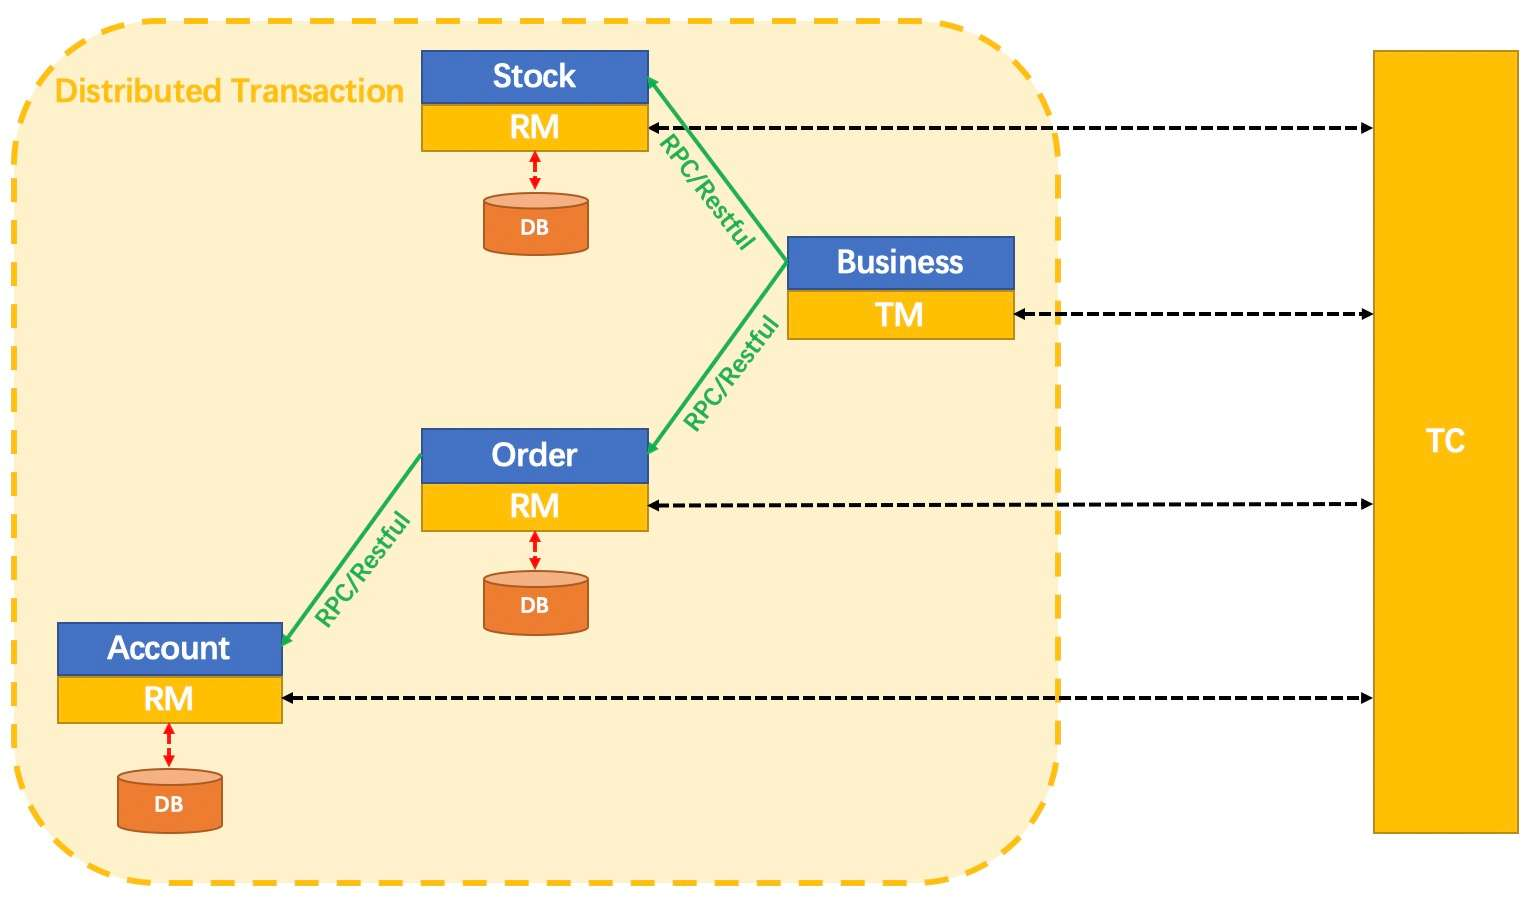 Distributed Transaction
Stock
RM
DB
RPC/Restful
Business
TM
RPC/Restful
Order
RM
DB
RPC/Restful
Account
RM
DB
TC